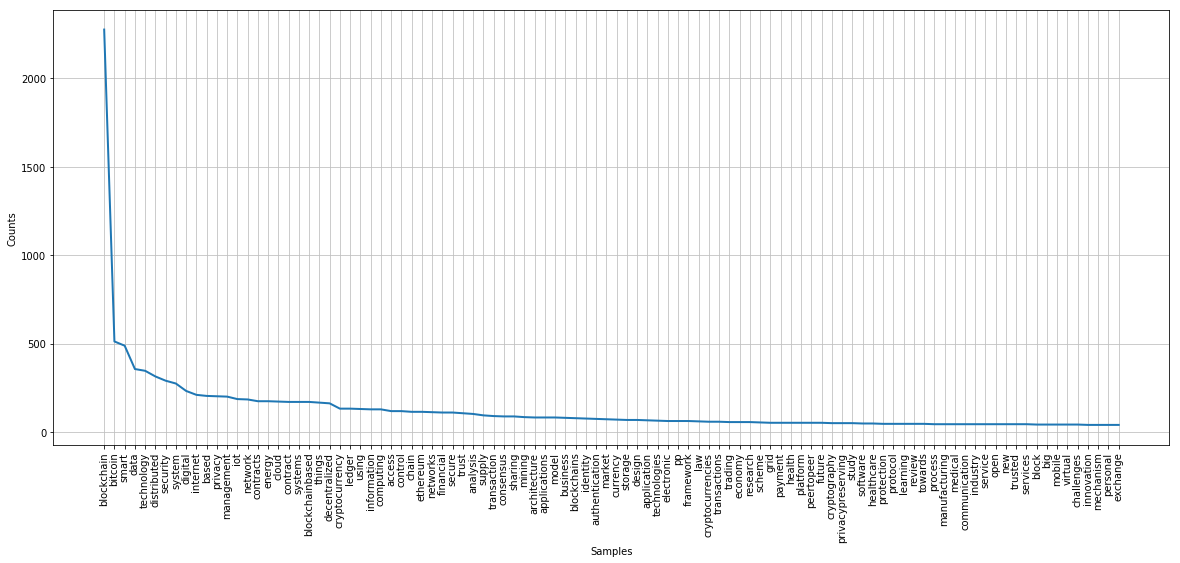 2000
1500
1000
500
0
Counts
blockchain
bitcoin
smart
data
technology
distributed
security
system
digital
internet
based
privacy
management
iot
network
contracts
energy
cloud
contract
systems
blockchainbased
things
decentralized
cryptocurrency
ledger
using
information
computing
access
control
chain
ethereum
networks
financial
secure
trust
analysis
supply
transaction
consensus
sharing
mining
architecture
applications
model
business
blockchains
identity
authentication
market
currency
storage
design
application
technologies
electronic
pp
framework
law
cryptocurrencies
transactions
trading
economy
research
scheme
grid
payment
health
platform
peertopeer
future
cryptography
privacypreserving
study
software
healthcare
protection
protocol
learning
review
towards
process
manufacturing
medical
communication
industry
service
open
new
trusted
services
block
big
mobile
virtual
challenges
innovation
mechanism
personal
exchange
Samples